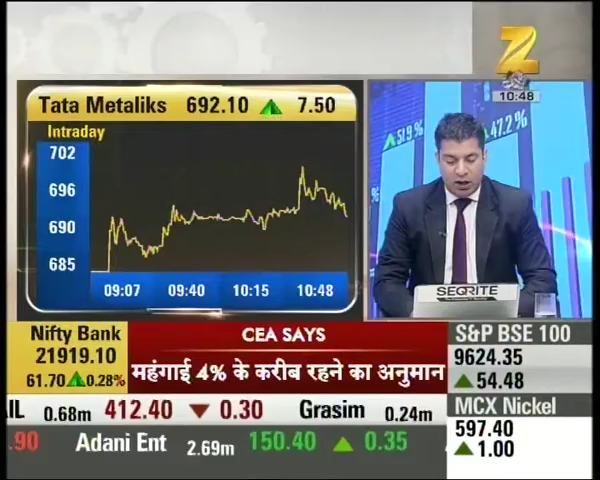 Z
10:48
Tata Metaliks 692.10 ▲ 7.50
Intraday
702
696
690
685
09:07 09:40 10:15 10:48
51.9%
47.2%
%
SEQRITE
Nifty Bank
21919.10
61.70 ▲ 0.28%
CEA SAYS
महंगाई 4% के करीब रहने का अनुमान
S&P BSE 100
9624.35
▲ 54.48
MCX Nickel
597.40
▲ 1.00
IL 0.68m 412.40 ▼ 0.30 Grasim 0.24m
.90 Adani Ent 2.69m 150.40 ▲ 0.35